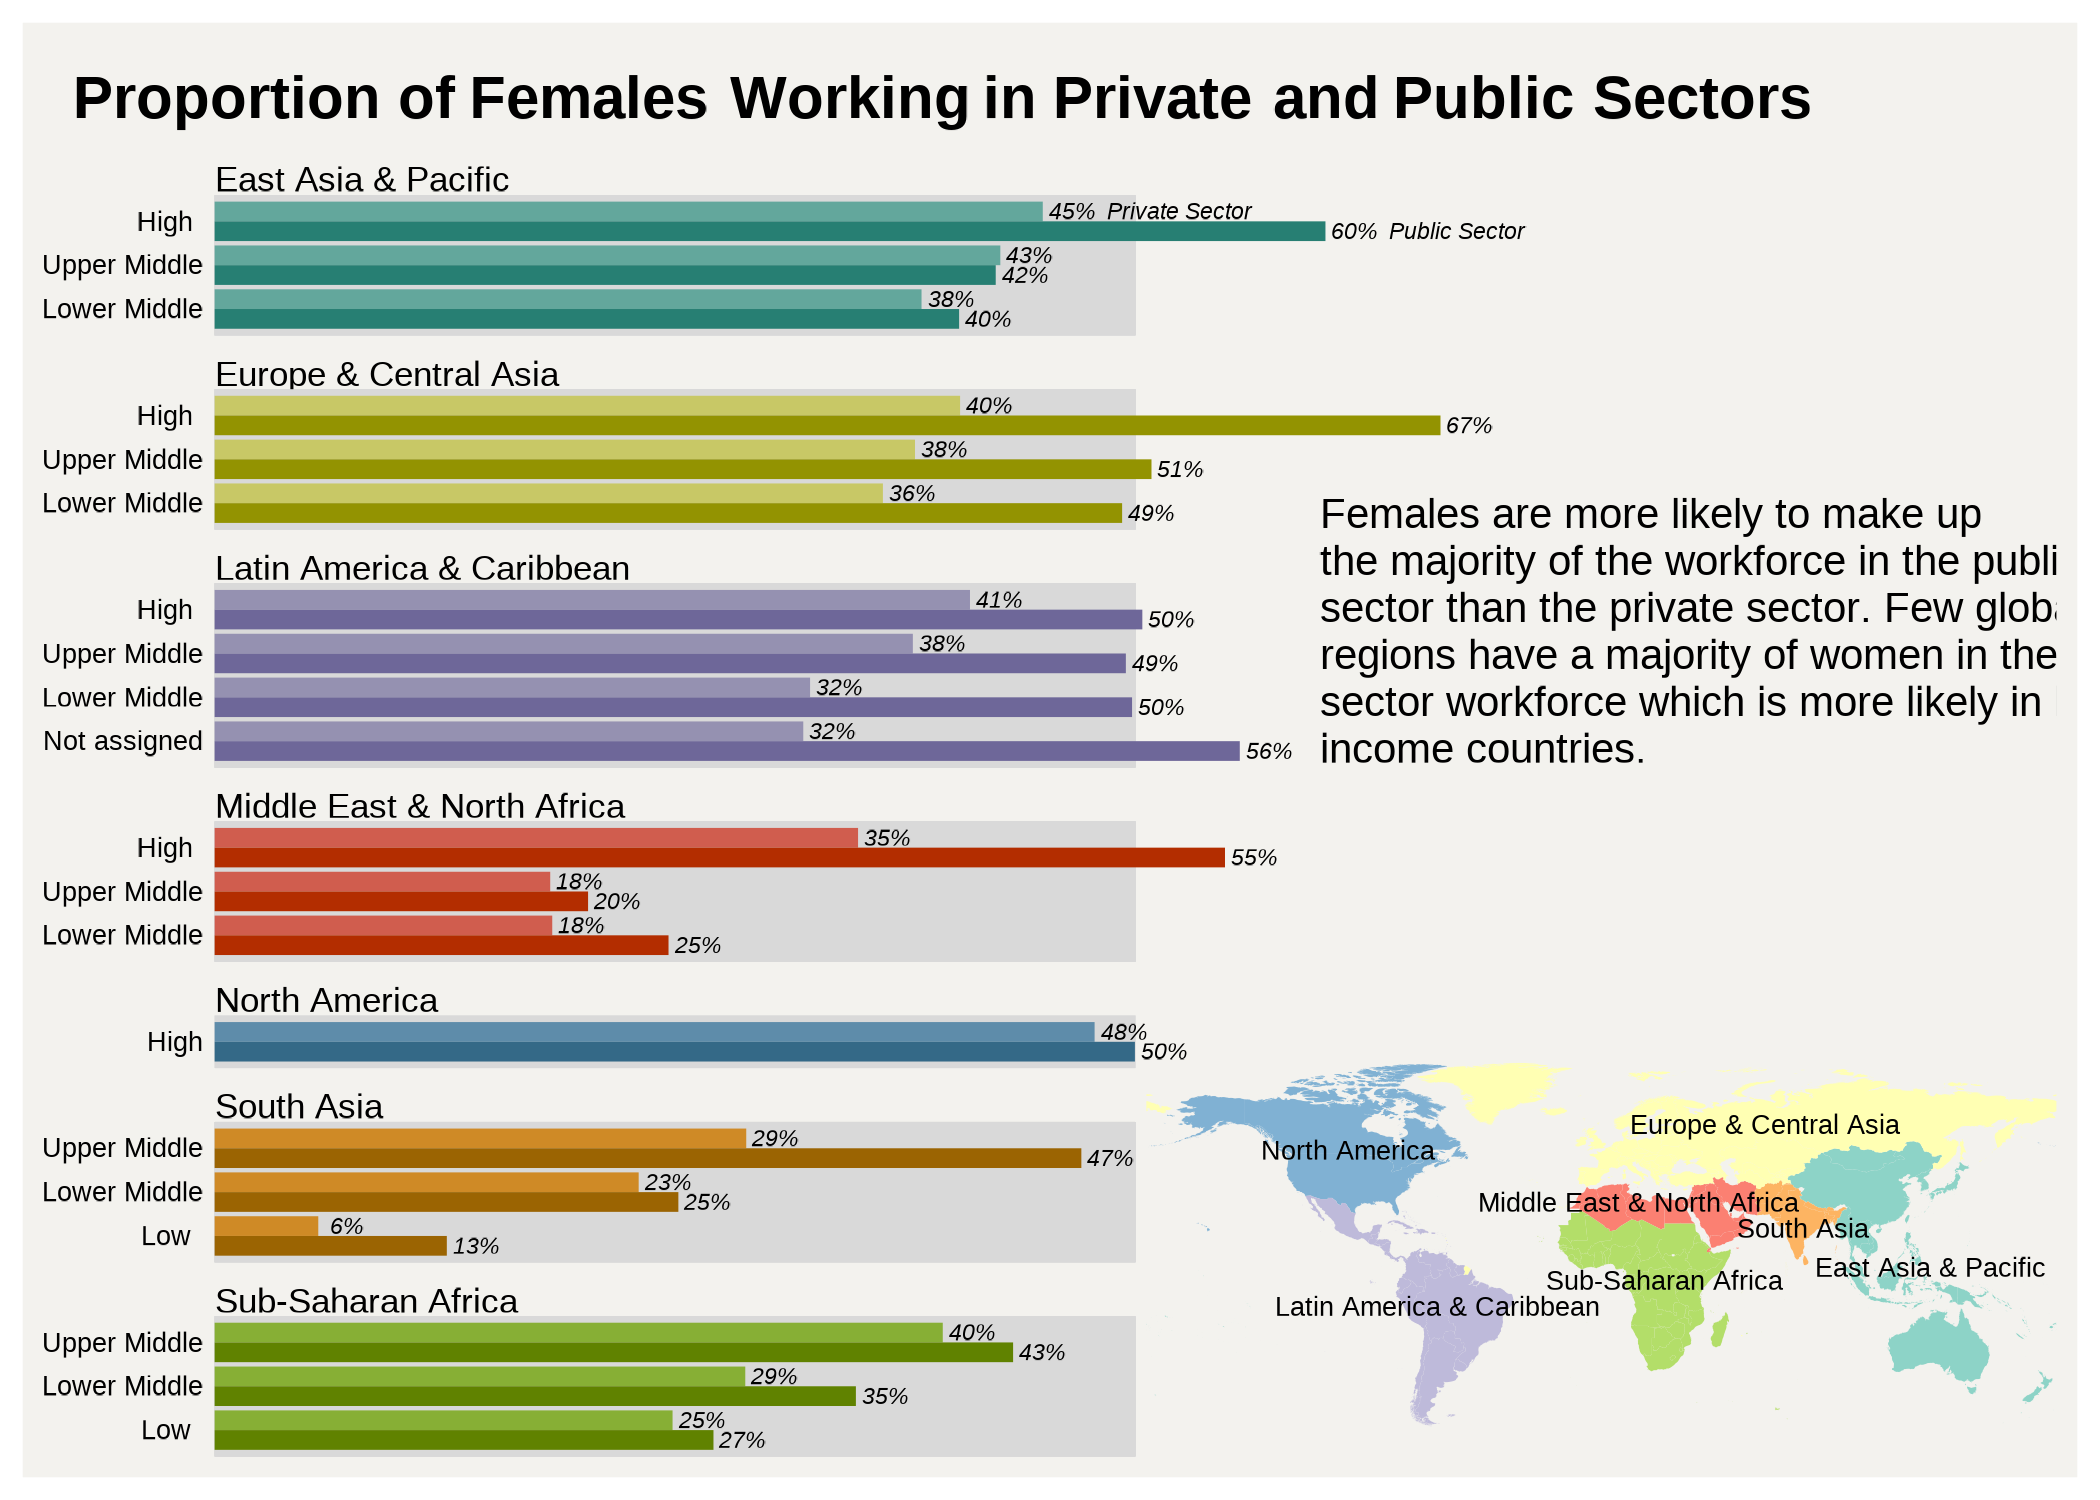 Proportion of Females Working in Private and Public Sectors
East Asia & Pacific
High 45% Private Sector
60% Public Sector
Upper Middle 43%
42%
Lower Middle 38%
40%
Europe & Central Asia
High 40%
67%
Upper Middle 38%
51%
Lower Middle 36%
49%
Latin America & Caribbean
High 41%
50%
Upper Middle 38%
49%
Lower Middle 32%
50%
Not assigned 32%
56%
Females are more likely to make up
the majority of the workforce in the publi
sector than the private sector. Few glob
regions have a majority of women in the
sector workforce which is more likely in
income countries.
Middle East & North Africa
High 35%
55%
Upper Middle 18%
20%
Lower Middle 18%
25%
North America
High 48%
50%
South Asia
Upper Middle 29%
47%
Lower Middle 23%
25%
Low 6%
13%
Sub-Saharan Africa
Upper Middle 40%
43%
Lower Middle 29%
35%
Low 25%
27%
Europe & Central Asia
North America
Middle East & North Africa
South Asia
East Asia & Pacific
Sub-Saharan Africa
Latin America & Caribbean